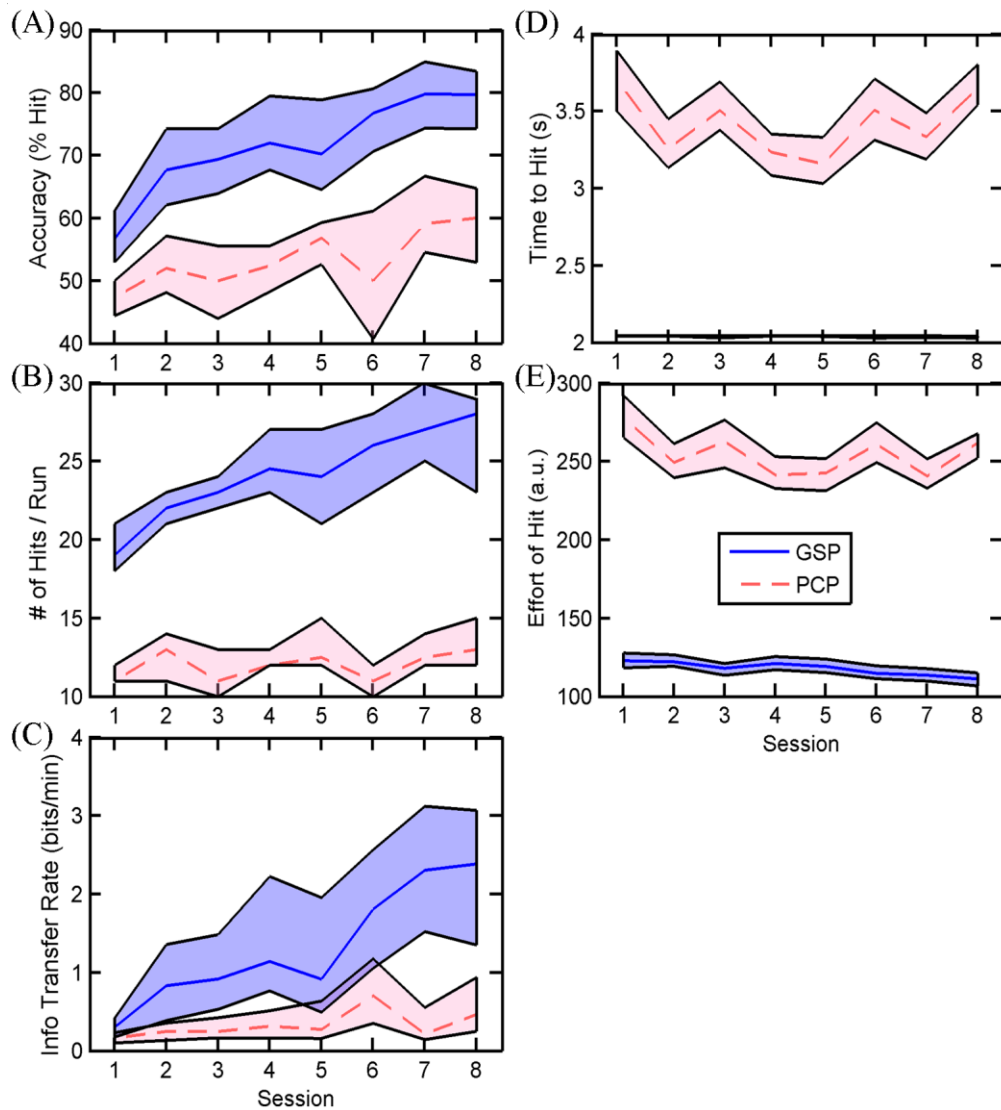 (A)
Accuracy (% Hit)
90
80
70
60
50
40
1 2 3 4 5 6 7 8
(B)
# of Hits / Run
30
25
20
15
10
1 2 3 4 5 6 7 8
(C)
Info Transfer Rate (bits/min)
4
3
2
1
0
1 2 3 4 5 6 7 8
Session
(D)
Time to Hit (s)
4
3.5
3
2.5
2
1 2 3 4 5 6 7 8
(E)
Effort of Hit (a.u.)
300
250
200
150
100
GSP
PCP
1 2 3 4 5 6 7 8
Session